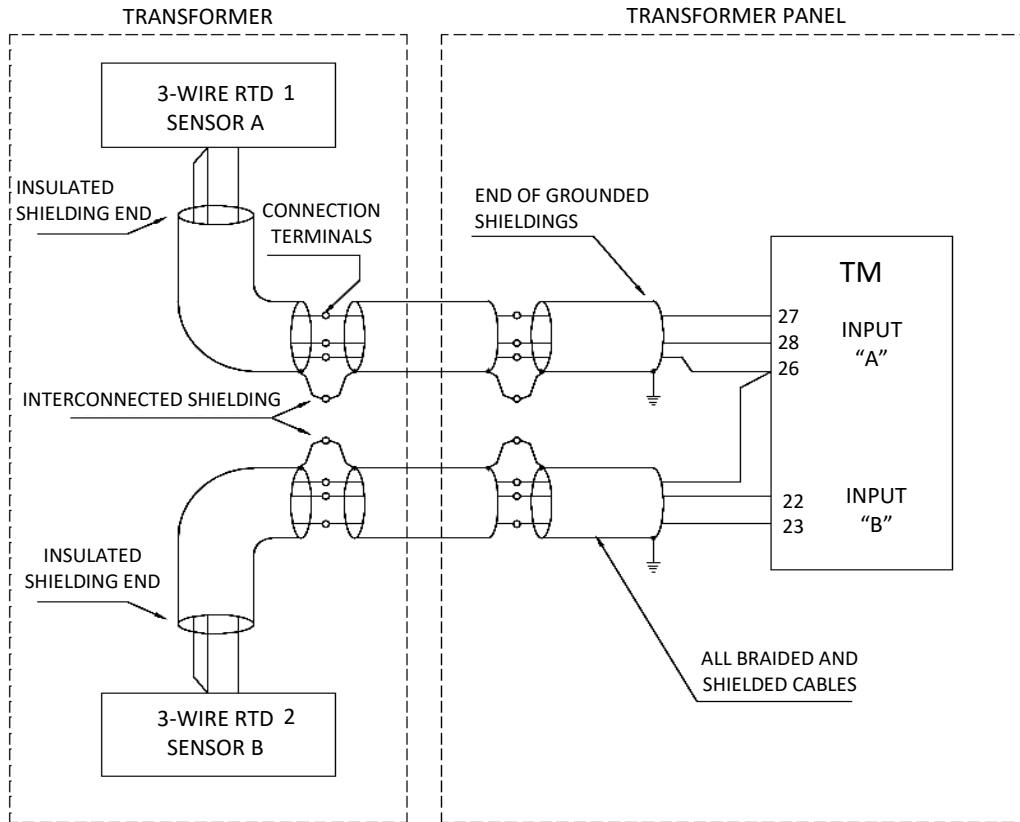 TRANSFORMER
TRANSFORMER PANEL
3-WIRE RTD 1
SENSOR A
INSULATED
SHIELDING END
CONNECTION
TERMINALS
END OF GROUNDED
SHIELDINGS
TM
27
28
26
INPUT
“A”
INTERCONNECTED SHIELDING
22
23
INPUT
“B”
INSULATED
SHIELDING END
ALL BRAIDED AND
SHIELDED CABLES
3-WIRE RTD 2
SENSOR B